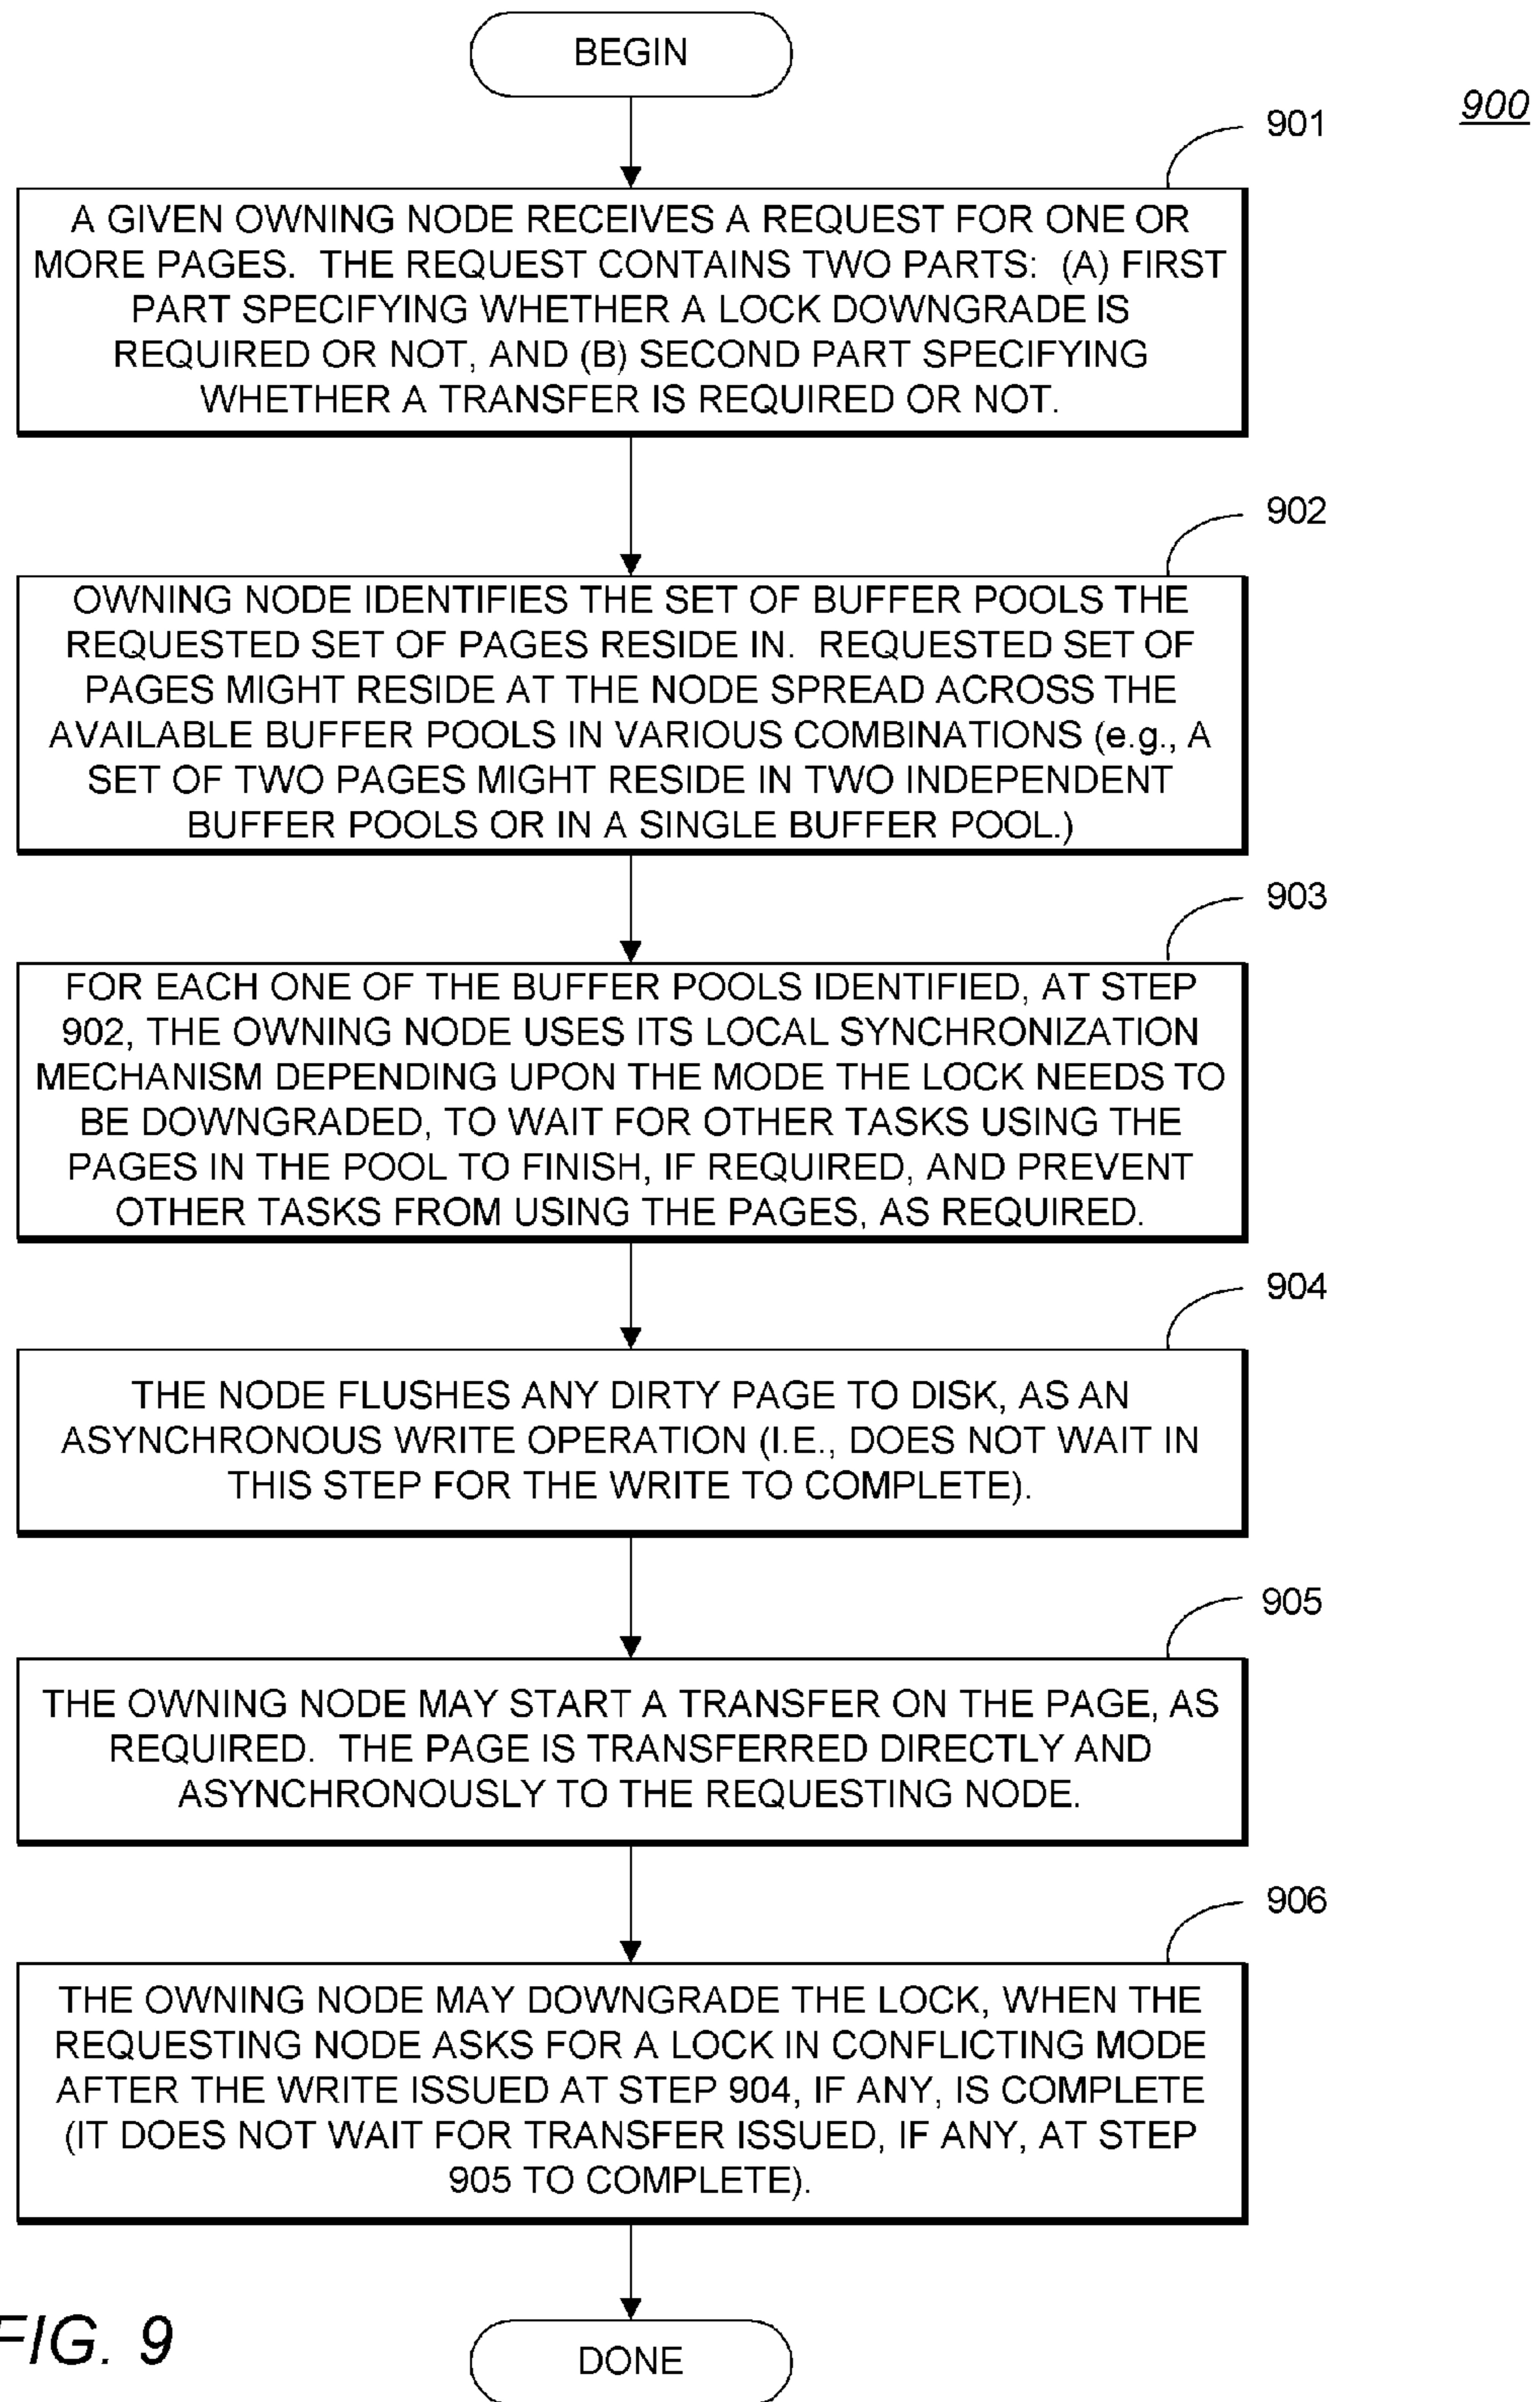 BEGIN
900
901
A GIVEN OWNING NODE RECEIVES A REQUEST FOR ONE OR
MORE PAGES.  THE REQUEST CONTAINS TWO PARTS:  (A) FIRST
PART SPECIFYING WHETHER A LOCK DOWNGRADE IS
REQUIRED OR NOT, AND (B) SECOND PART SPECIFYING
WHETHER A TRANSFER IS REQUIRED OR NOT.
902
OWNING NODE IDENTIFIES THE SET OF BUFFER POOLS THE
REQUESTED SET OF PAGES RESIDE IN.  REQUESTED SET OF
PAGES MIGHT RESIDE AT THE NODE SPREAD ACROSS THE
AVAILABLE BUFFER POOLS IN VARIOUS COMBINATIONS (e.g., A
SET OF TWO PAGES MIGHT RESIDE IN TWO INDEPENDENT
BUFFER POOLS OR IN A SINGLE BUFFER POOL.)
903
FOR EACH ONE OF THE BUFFER POOLS IDENTIFIED, AT STEP
902, THE OWNING NODE USES ITS LOCAL SYNCHRONIZATION
MECHANISM DEPENDING UPON THE MODE THE LOCK NEEDS TO
BE DOWNGRADED, TO WAIT FOR OTHER TASKS USING THE
PAGES IN THE POOL TO FINISH, IF REQUIRED, AND PREVENT
OTHER TASKS FROM USING THE PAGES, AS REQUIRED.
904
THE NODE FLUSHES ANY DIRTY PAGE TO DISK, AS AN
ASYNCHRONOUS WRITE OPERATION (I.E., DOES NOT WAIT IN
THIS STEP FOR THE WRITE TO COMPLETE).
905
THE OWNING NODE MAY START A TRANSFER ON THE PAGE, AS
REQUIRED.  THE PAGE IS TRANSFERRED DIRECTLY AND
ASYNCHRONOUSLY TO THE REQUESTING NODE.
906
THE OWNING NODE MAY DOWNGRADE THE LOCK, WHEN THE
REQUESTING NODE ASKS FOR A LOCK IN CONFLICTING MODE
AFTER THE WRITE ISSUED AT STEP 904, IF ANY, IS COMPLETE
(IT DOES NOT WAIT FOR TRANSFER ISSUED, IF ANY, AT STEP
905 TO COMPLETE).
DONE
FIG. 9